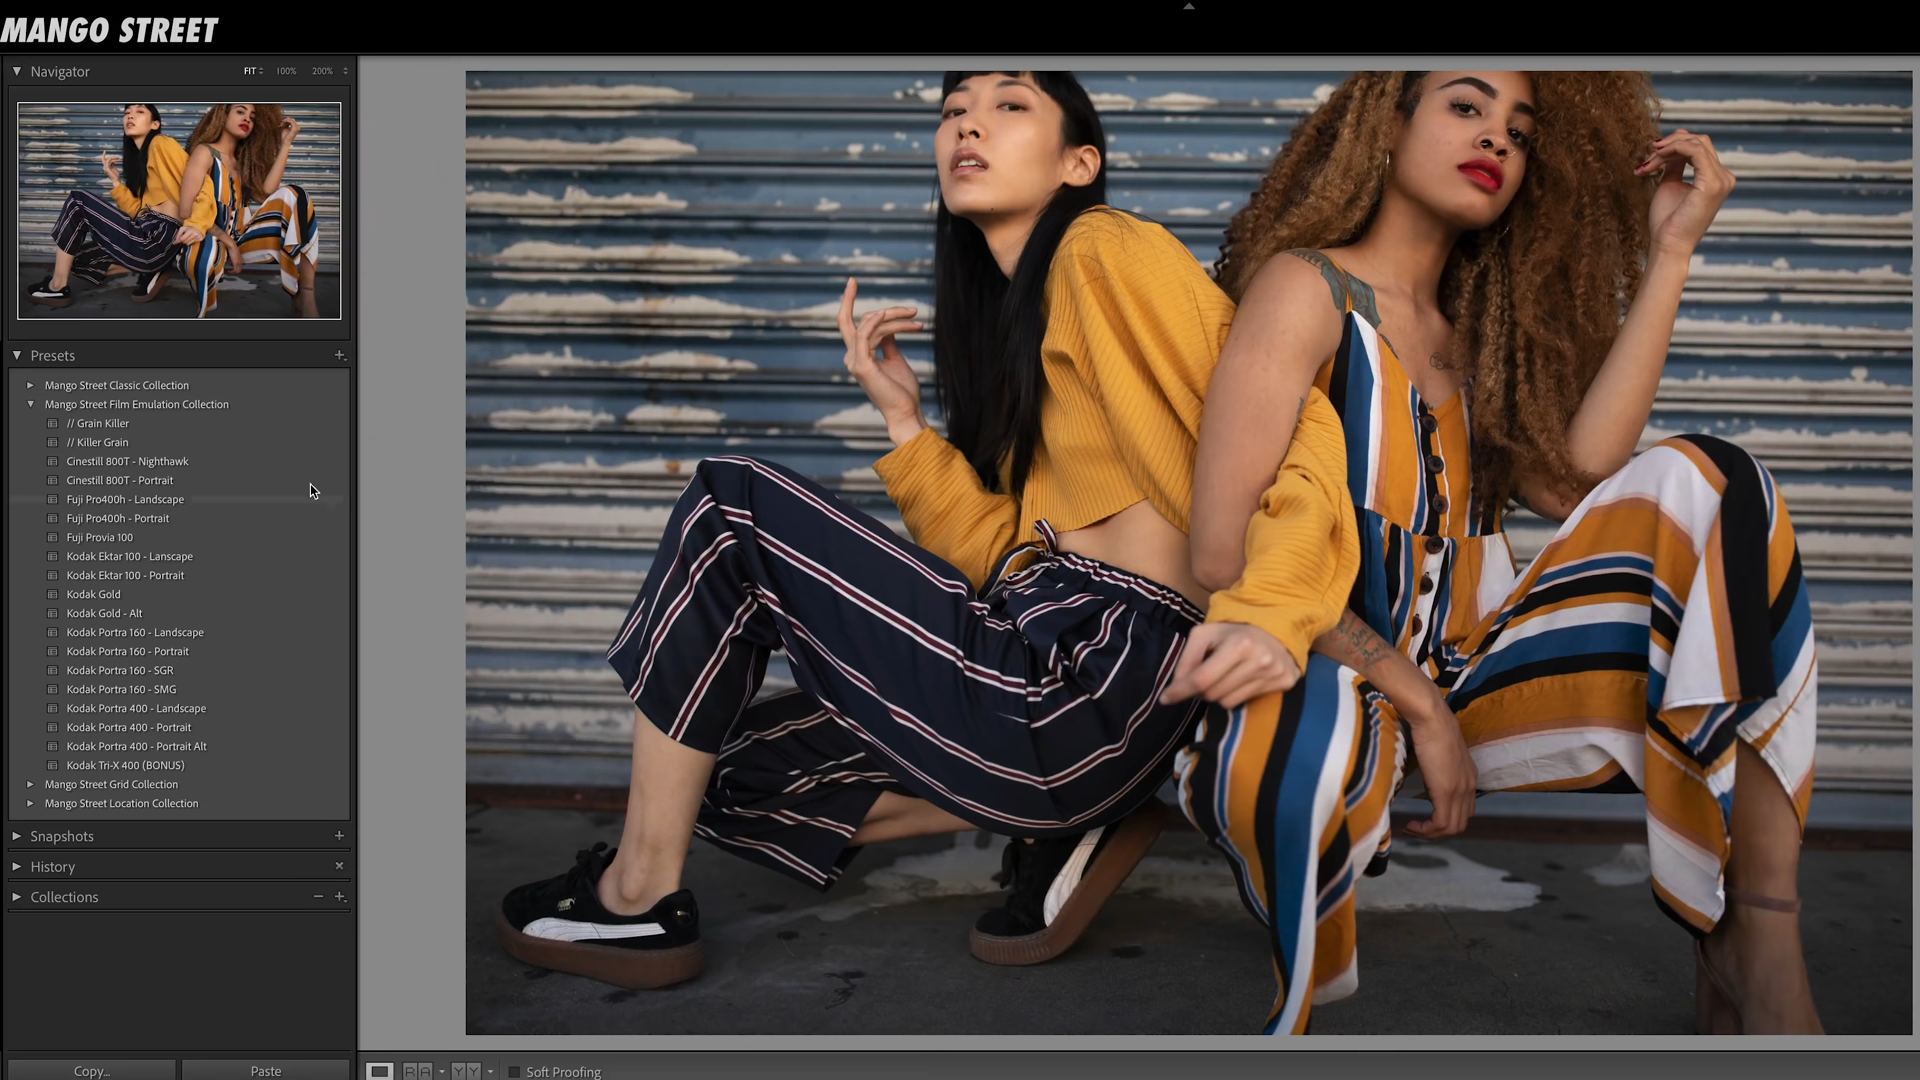 MANGO STREET
Navigator FIT 100% 200%
Presets
Mango Street Classic Collection
Mango Street Film Emulation Collection
// Grain Killer
// Killer Grain
Cinestill 800T - Nighthawk
Cinestill 800T - Portrait
Fuji Pro400h - Landscape
Fuji Pro400h - Portrait
Fuji Provia 100
Kodak Ektar 100 - Lanscape
Kodak Ektar 100 - Portrait
Kodak Gold
Kodak Gold - Alt
Kodak Portra 160 - Landscape
Kodak Portra 160 - Portrait
Kodak Portra 160 - SGR
Kodak Portra 160 - SMG
Kodak Portra 400 - Landscape
Kodak Portra 400 - Portrait
Kodak Portra 400 - Portrait Alt
Kodak Tri-X 400 (BONUS)
Mango Street Grid Collection
Mango Street Location Collection
Snapshots
History
Collections
Copy... Paste RA YY Soft Proofing